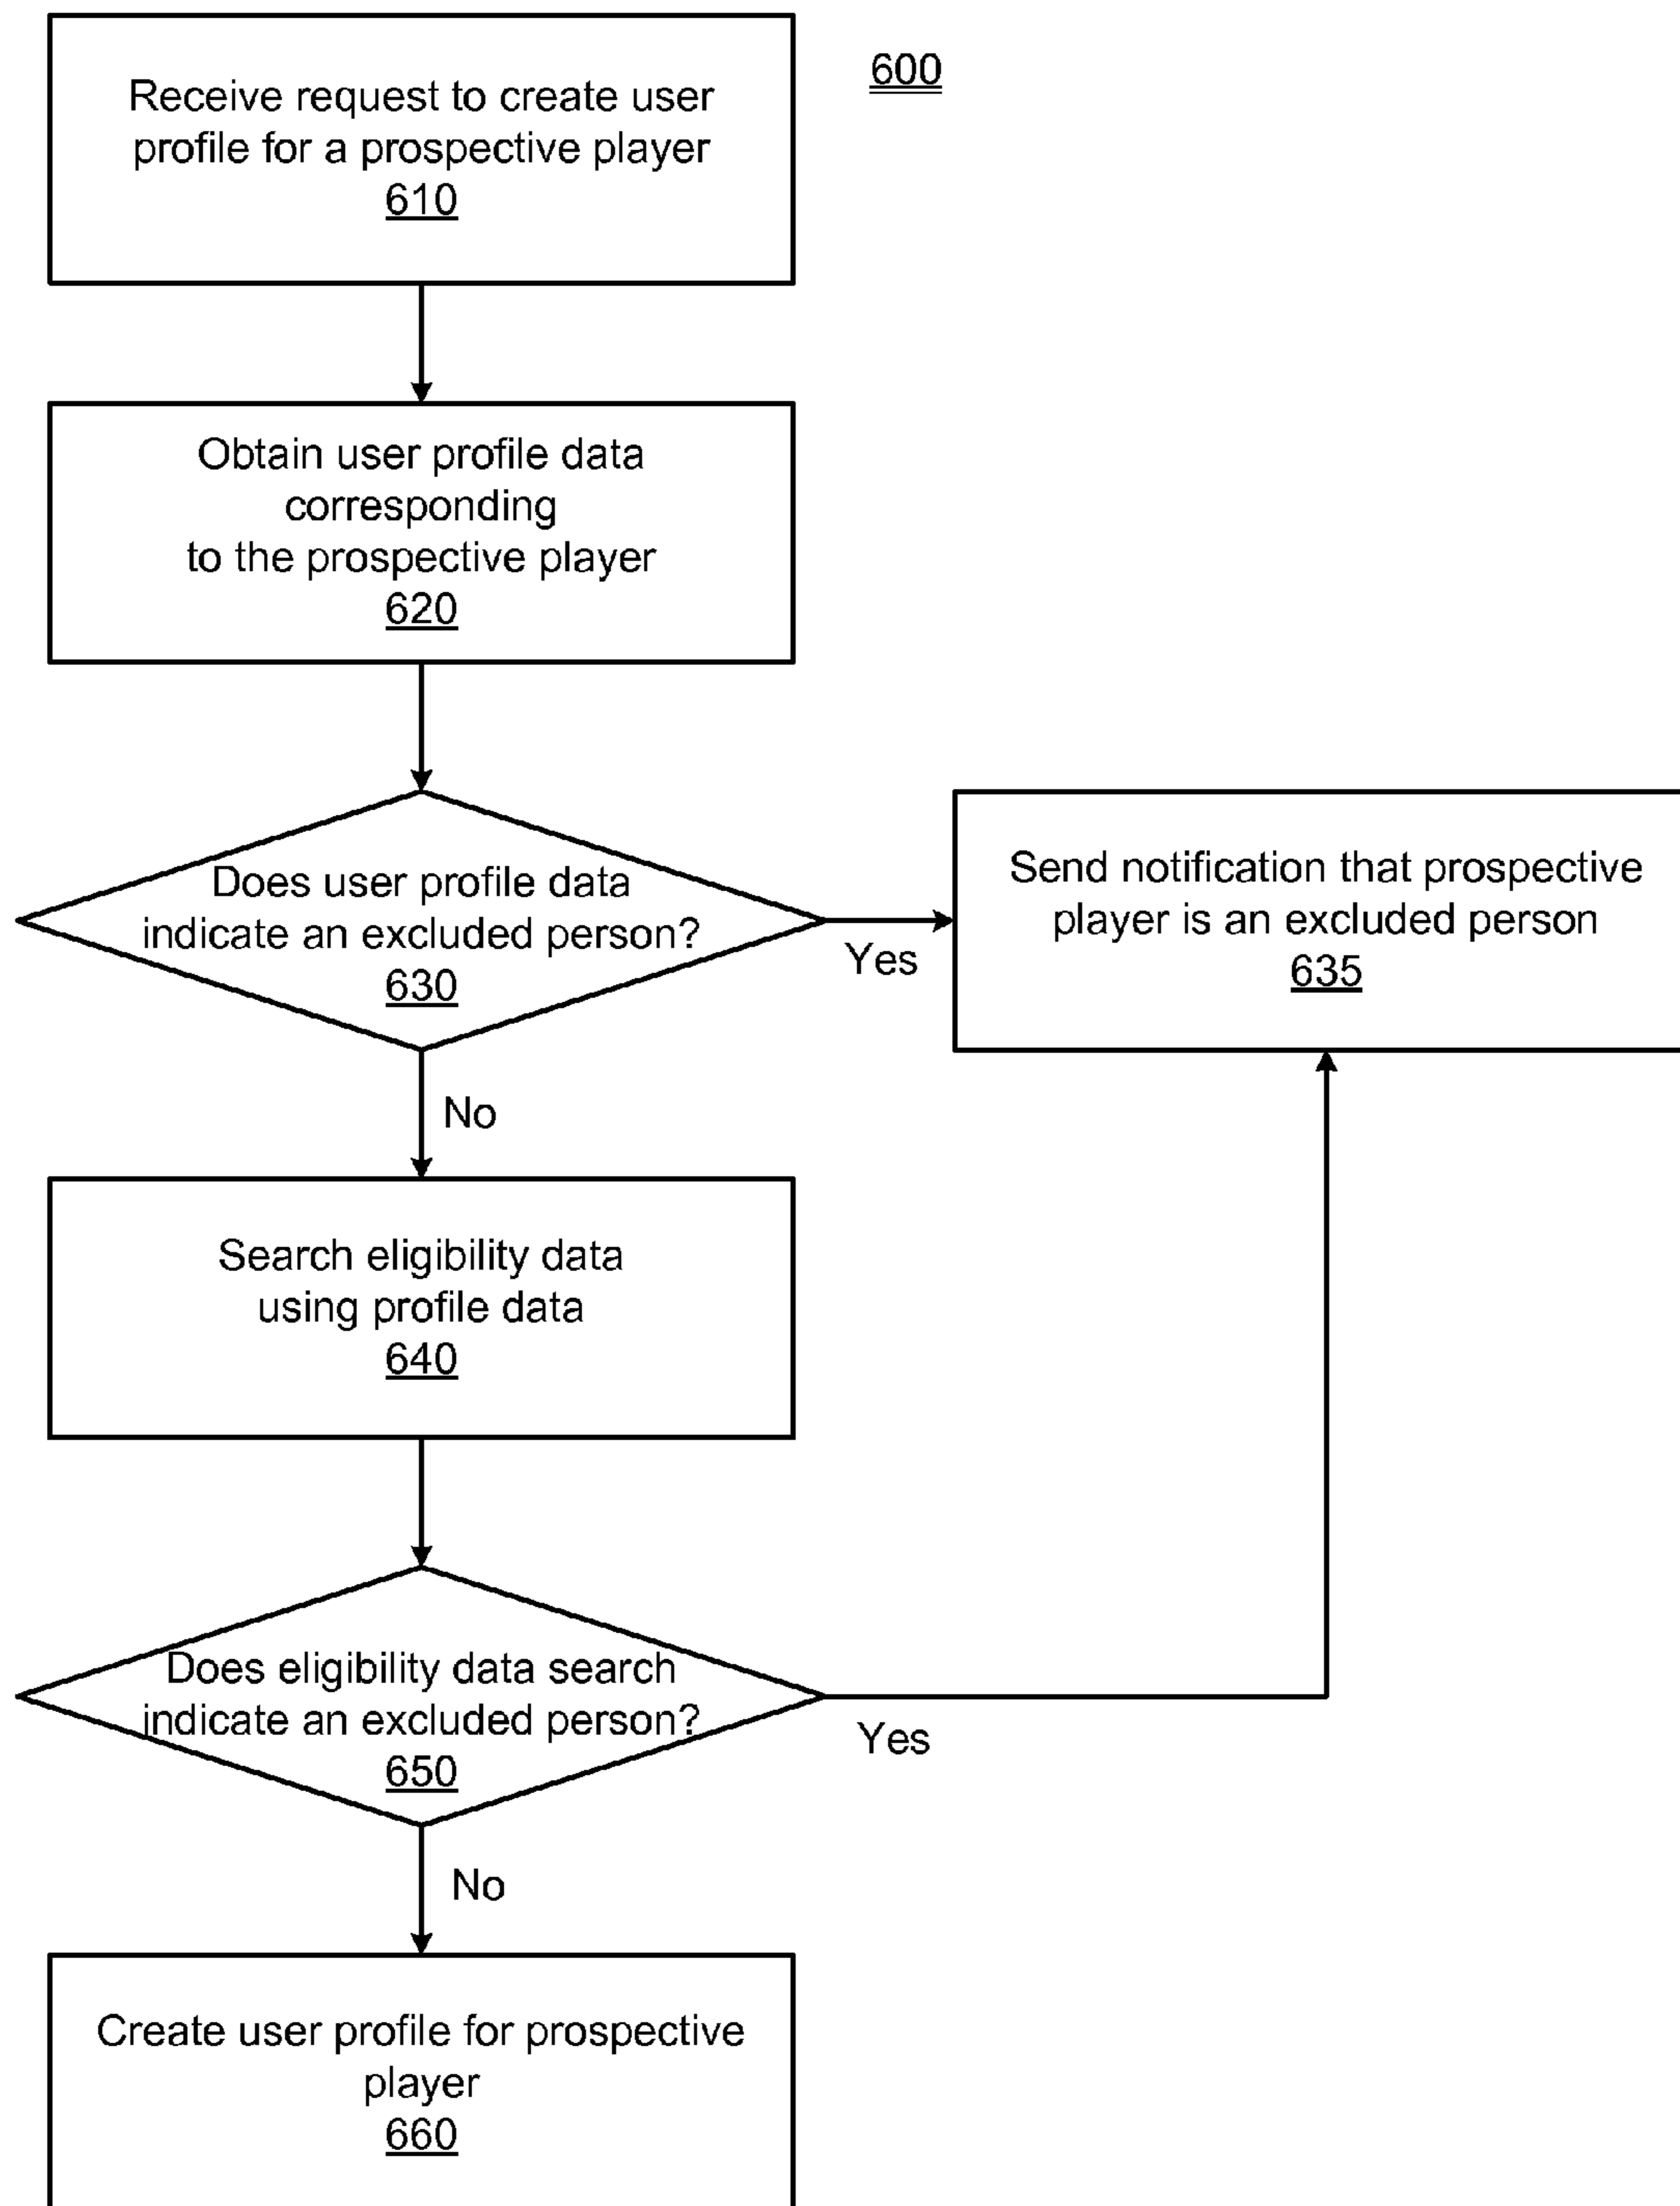 600
Receive request to create user
profile for a prospective player
610
Obtain user profile data
corresponding
to the prospective player
620
Does user profile data
indicate an excluded person?
630
Yes
Send notification that prospective
player is an excluded person
635
No
Search eligibility data
using profile data
640
Does eligibility data search
indicate an excluded person?
650
Yes
No
Create user profile for prospective
player
660